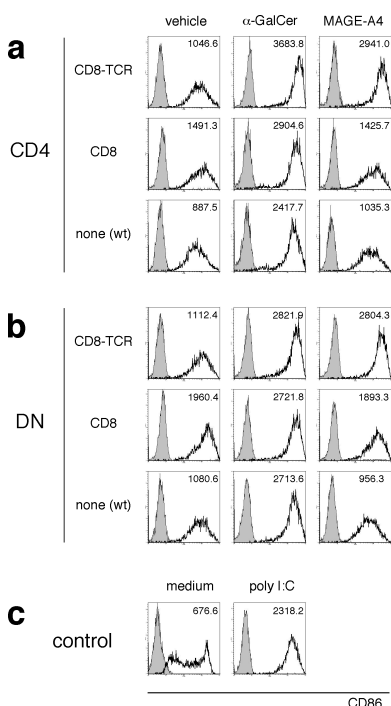 vehicle α-GalCer MAGE-A4
a
CD4
CD8-TCR 1046.6 3683.8 2941.0
CD8 1491.3 2904.6 1425.7
none (wt) 887.5 2417.7 1035.3
b
DN
CD8-TCR 1112.4 2821.9 2804.3
CD8 1960.4 2721.8 1893.3
none (wt) 1080.6 2713.6 956.3
c
medium poly I:C
control 676.6 2318.2
CD86